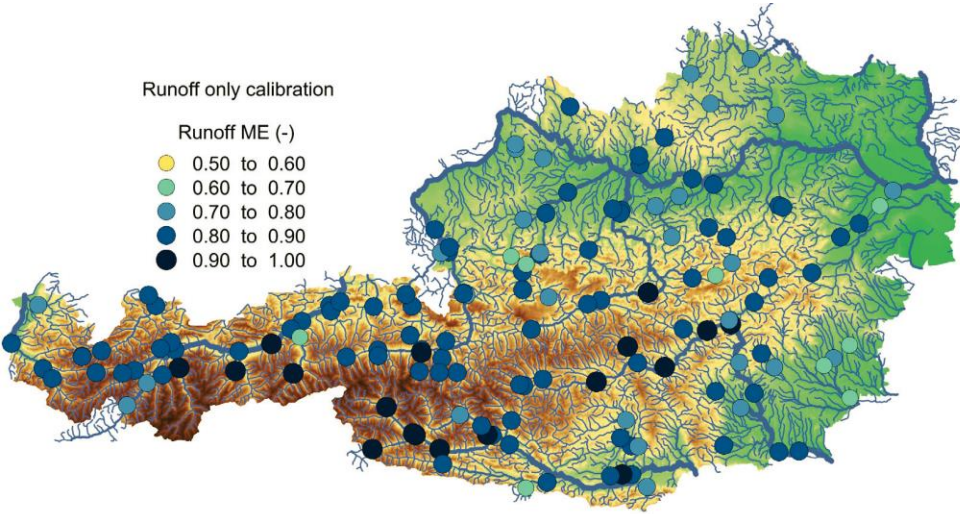 Runoff only calibration
Runoff ME (-)
0.50 to 0.60
0.60 to 0.70
0.70 to 0.80
0.80 to 0.90
0.90 to 1.00